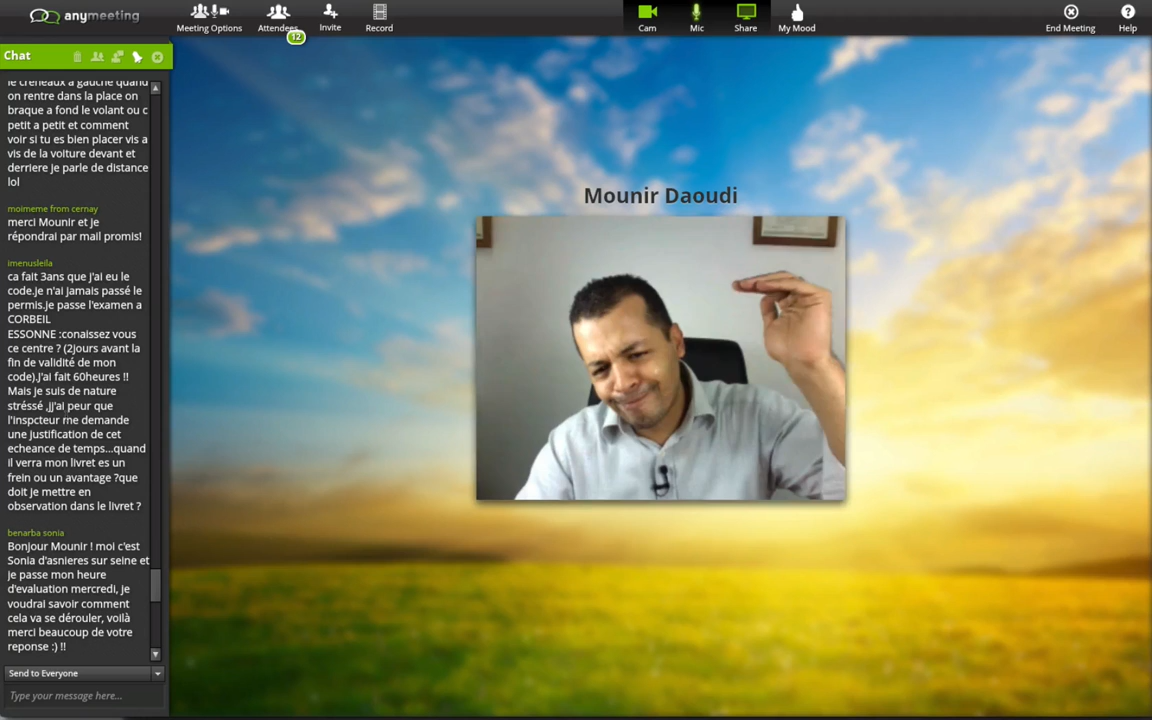 anymeeting
Meeting Options
Attendees
12
Invite
Record
Cam
Mic
Share
My Mood
End Meeting
Help
Chat
le creneaux a gauche quand
on rentre dans la place on
braque a fond le volant ou c
petit a petit et comment
voir si tu es bien placer vis a
vis de la voiture devant et
derriere je parle de distance
lol
moimeme from cernay
merci Mounir et je
répondrai par mail promis!
imenusleila
ca fait 3ans que j'ai eu le
code.je n'ai jamais passé le
permis.je passe l'examen a
CORBEIL
ESSONNE :conaissez vous
ce centre ? (2jours avant la
fin de validité de mon
code).J'ai fait 60heures !!
Mais je suis de nature
stréssé ,jj'ai peur que
l'inspcteur me demande
une justification de cet
echeance de temps...quand
il verra mon livret es un
frein ou un avantage ?que
doit je mettre en
observation dans le livret ?
benarba sonia
Bonjour Mounir ! moi c'est
Sonia d'asnieres sur seine et
je passe mon heure
d'evaluation mercredi, je
voudrai savoir comment
cela va se dérouler, voilà
merci beaucoup de votre
reponse :) !!
Send to Everyone
Type your message here...
Mounir Daoudi